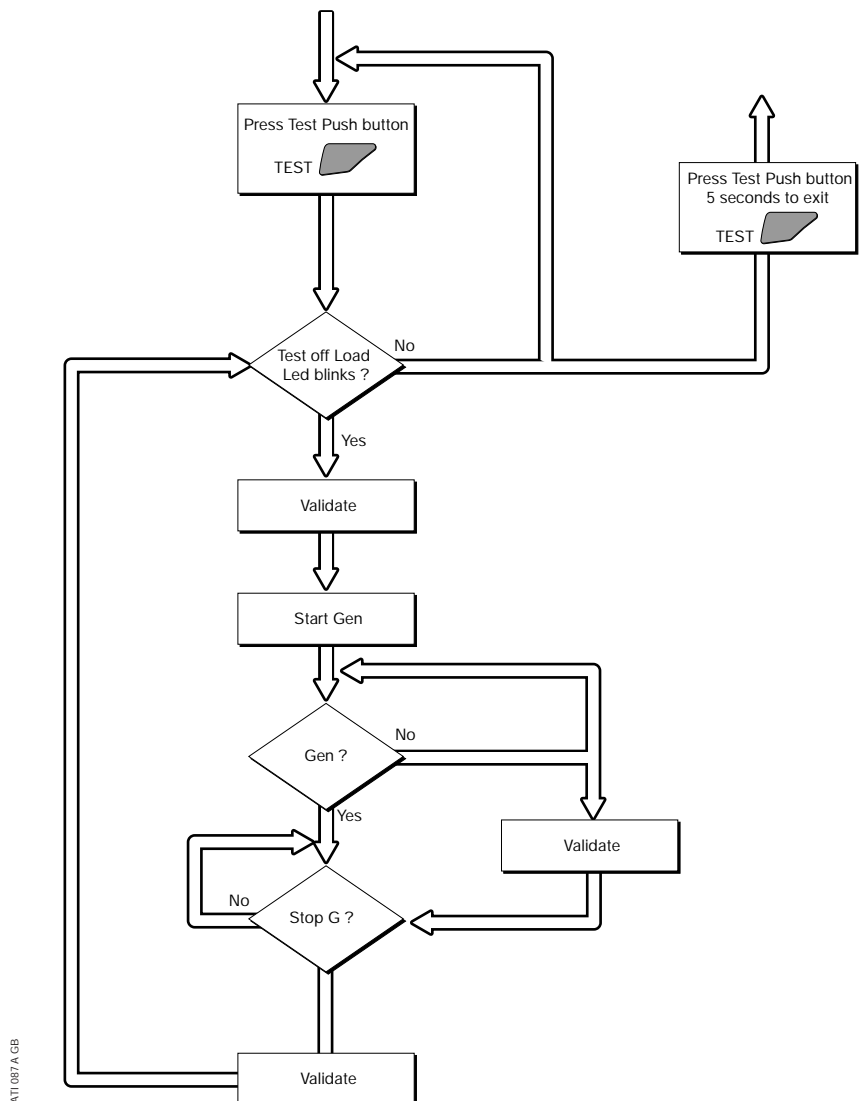 Press Test Push button
TEST
Press Test Push button
5 seconds to exit
TEST
No
Test off Load
Led blinks ?
Yes
Validate
Start Gen
No
Gen ?
Yes
Validate
No
Stop G ?
Validate
ATI 087 A GB